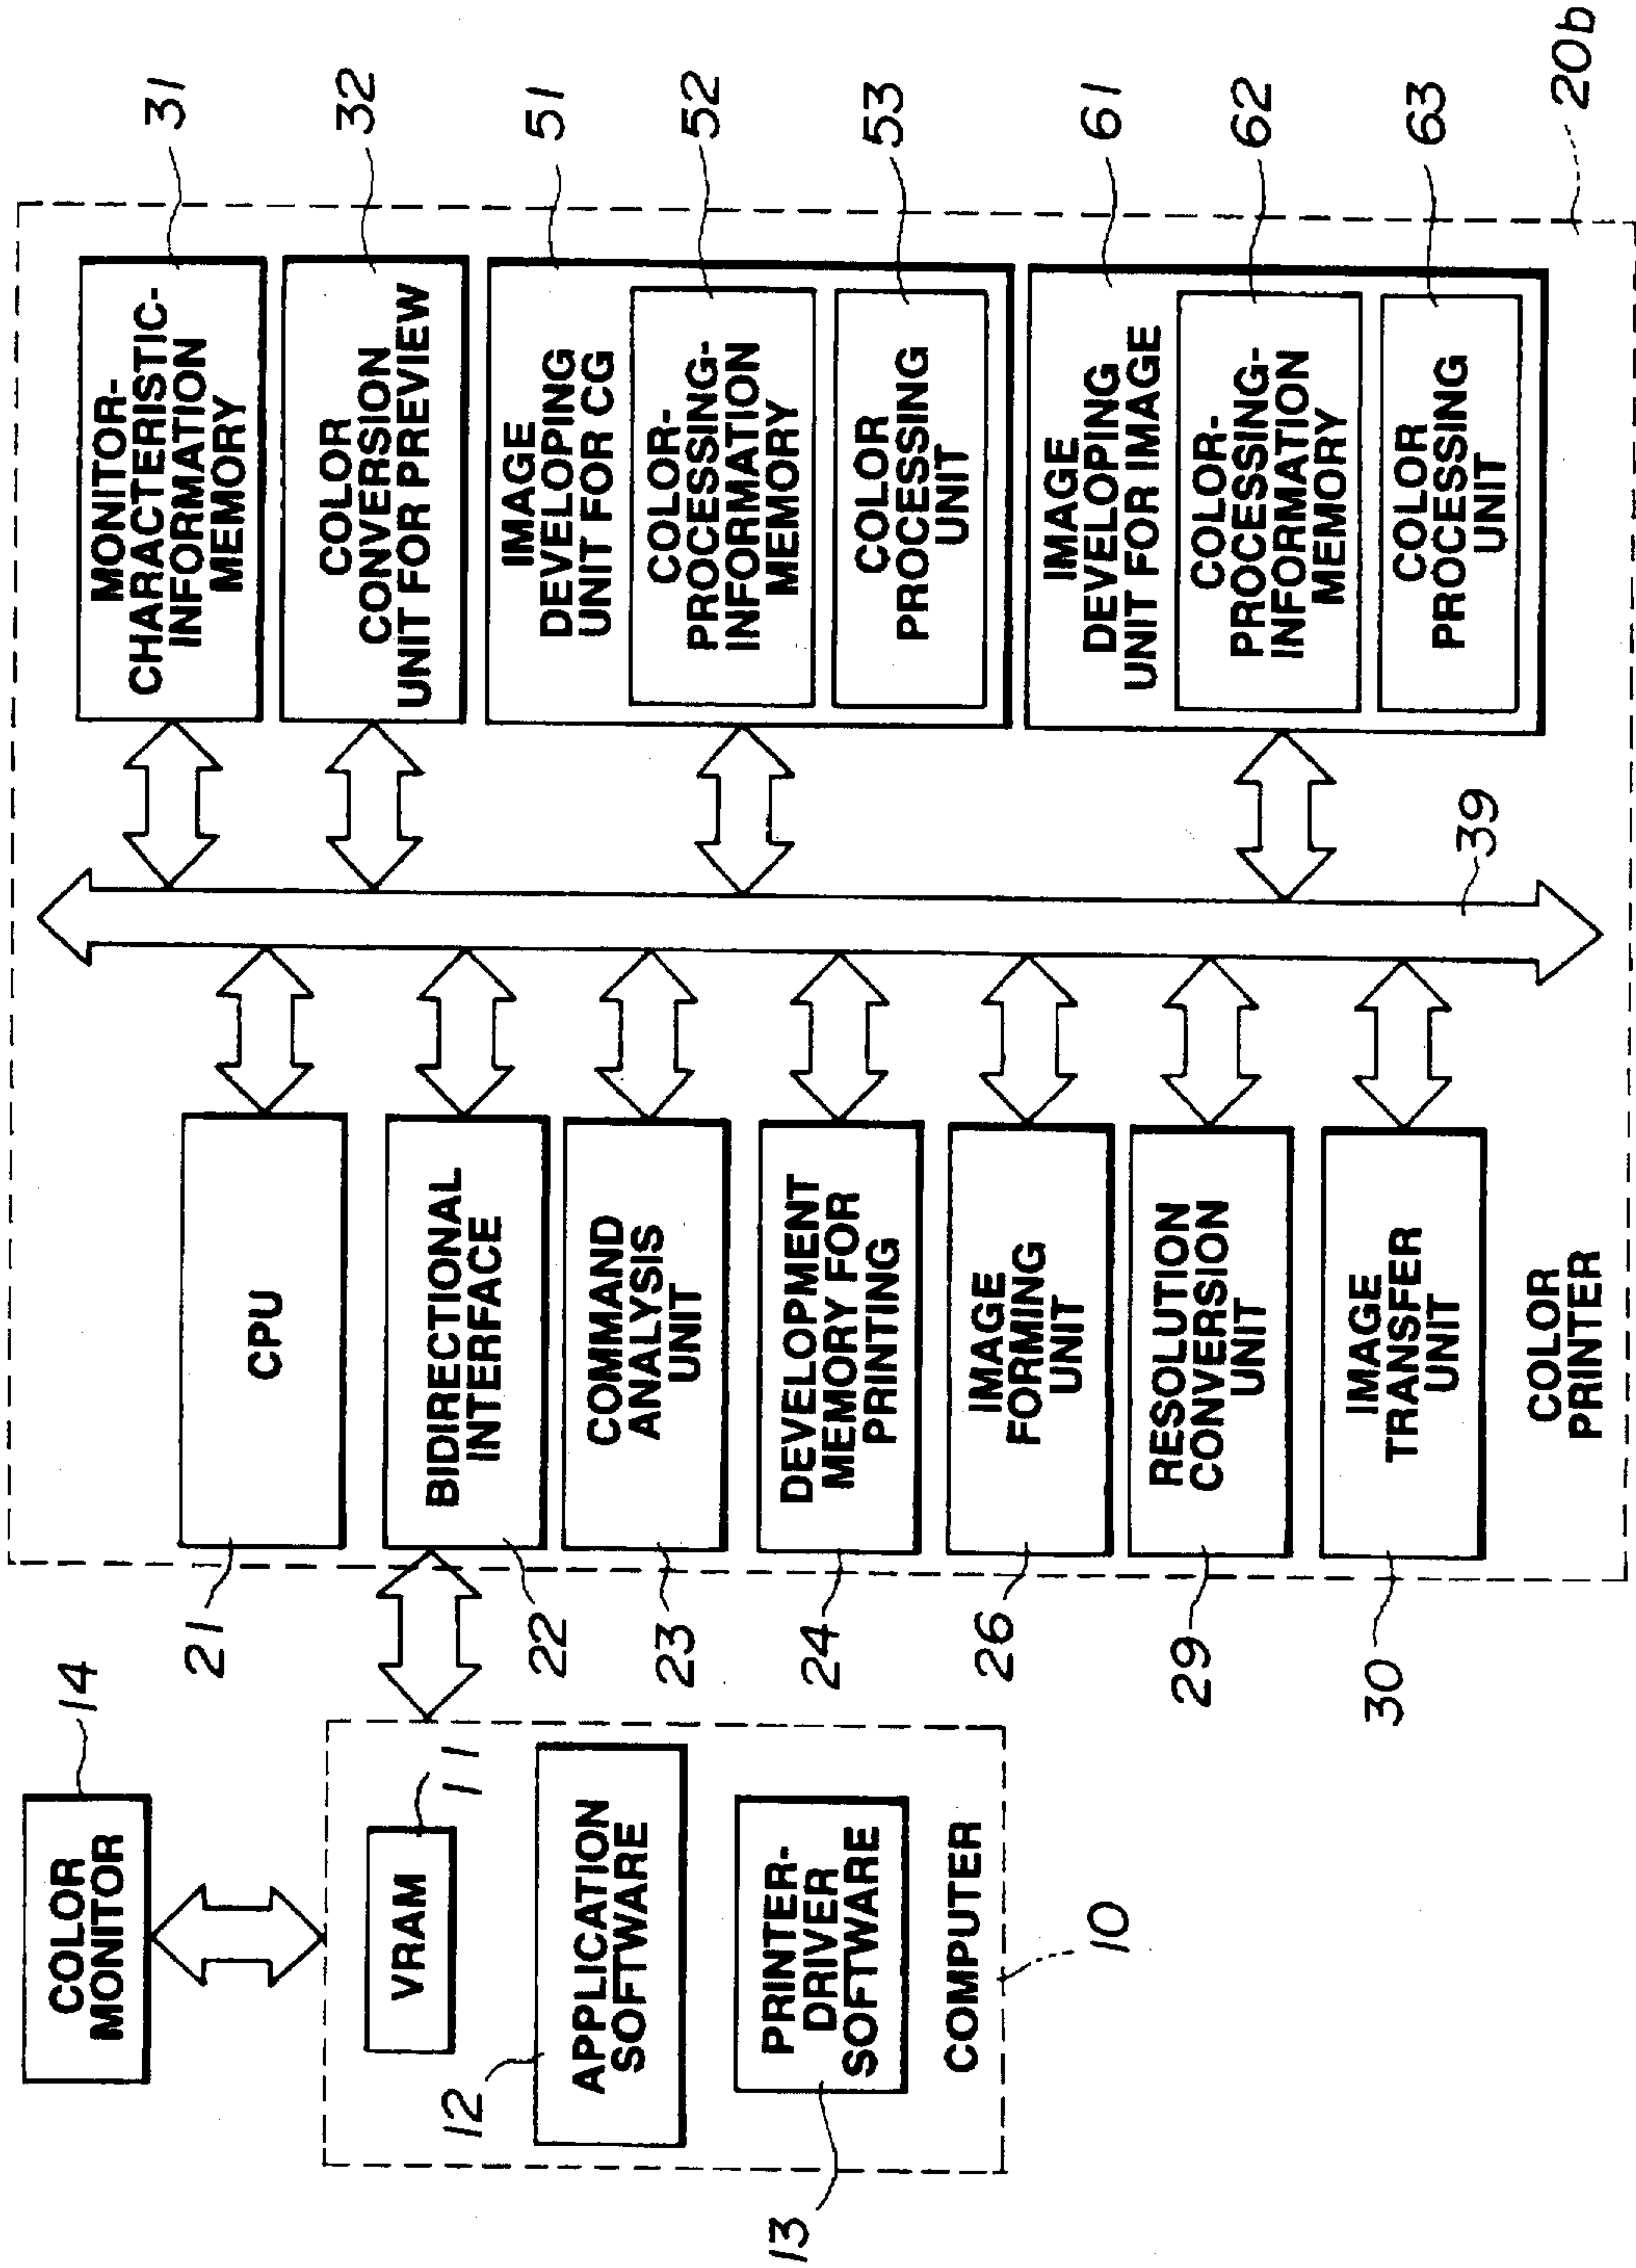 COLOR
MONITOR
14
VRAM
11
12
APPLICATION
SOFTWARE
PRINTER-
DRIVER
SOFTWARE
13
COMPUTER
10
CPU
21
BIDIRECTIONAL
INTERFACE
22
COMMAND
ANALYSIS
UNIT
23
DEVELOPMENT
MEMORY FOR
PRINTING
24
IMAGE
FORMING
UNIT
26
RESOLUTION
CONVERSION
UNIT
29
IMAGE
TRANSFER
UNIT
30
COLOR
PRINTER
39
MONITOR-
CHARACTERISTIC-
INFORMATION
MEMORY
31
COLOR
CONVERSION
UNIT FOR PREVIEW
32
IMAGE
DEVELOPING
UNIT FOR CG
51
COLOR-
PROCESSING-
INFORMATION
MEMORY
52
COLOR
PROCESSING
UNIT
53
IMAGE
DEVELOPING
UNIT FOR IMAGE
61
COLOR-
PROCESSING-
INFORMATION
MEMORY
62
COLOR
PROCESSING
UNIT
63
20b